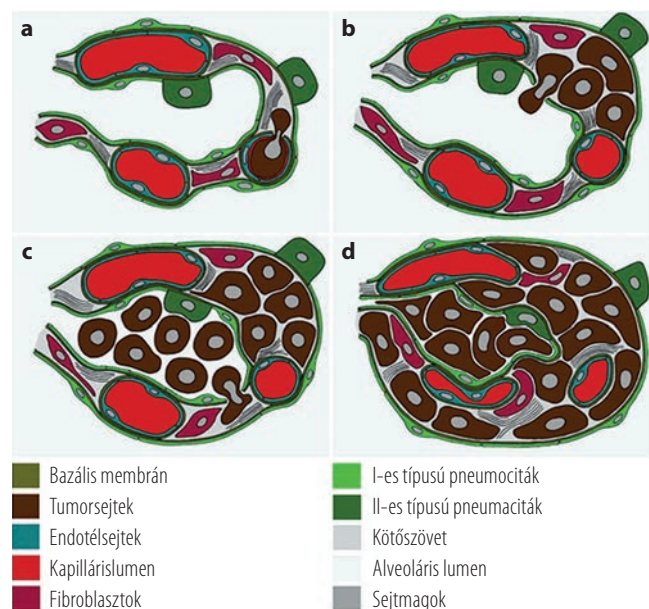 a
b
c
d
Bazális membrán
Tumorsejtek
Endotélsejtek
Kapillárislumen
Fibroblasztok
I-es típusú pneumociták
II-es típusú pneumaciták
Kötőszövet
Alveoláris lumen
Sejtmagok